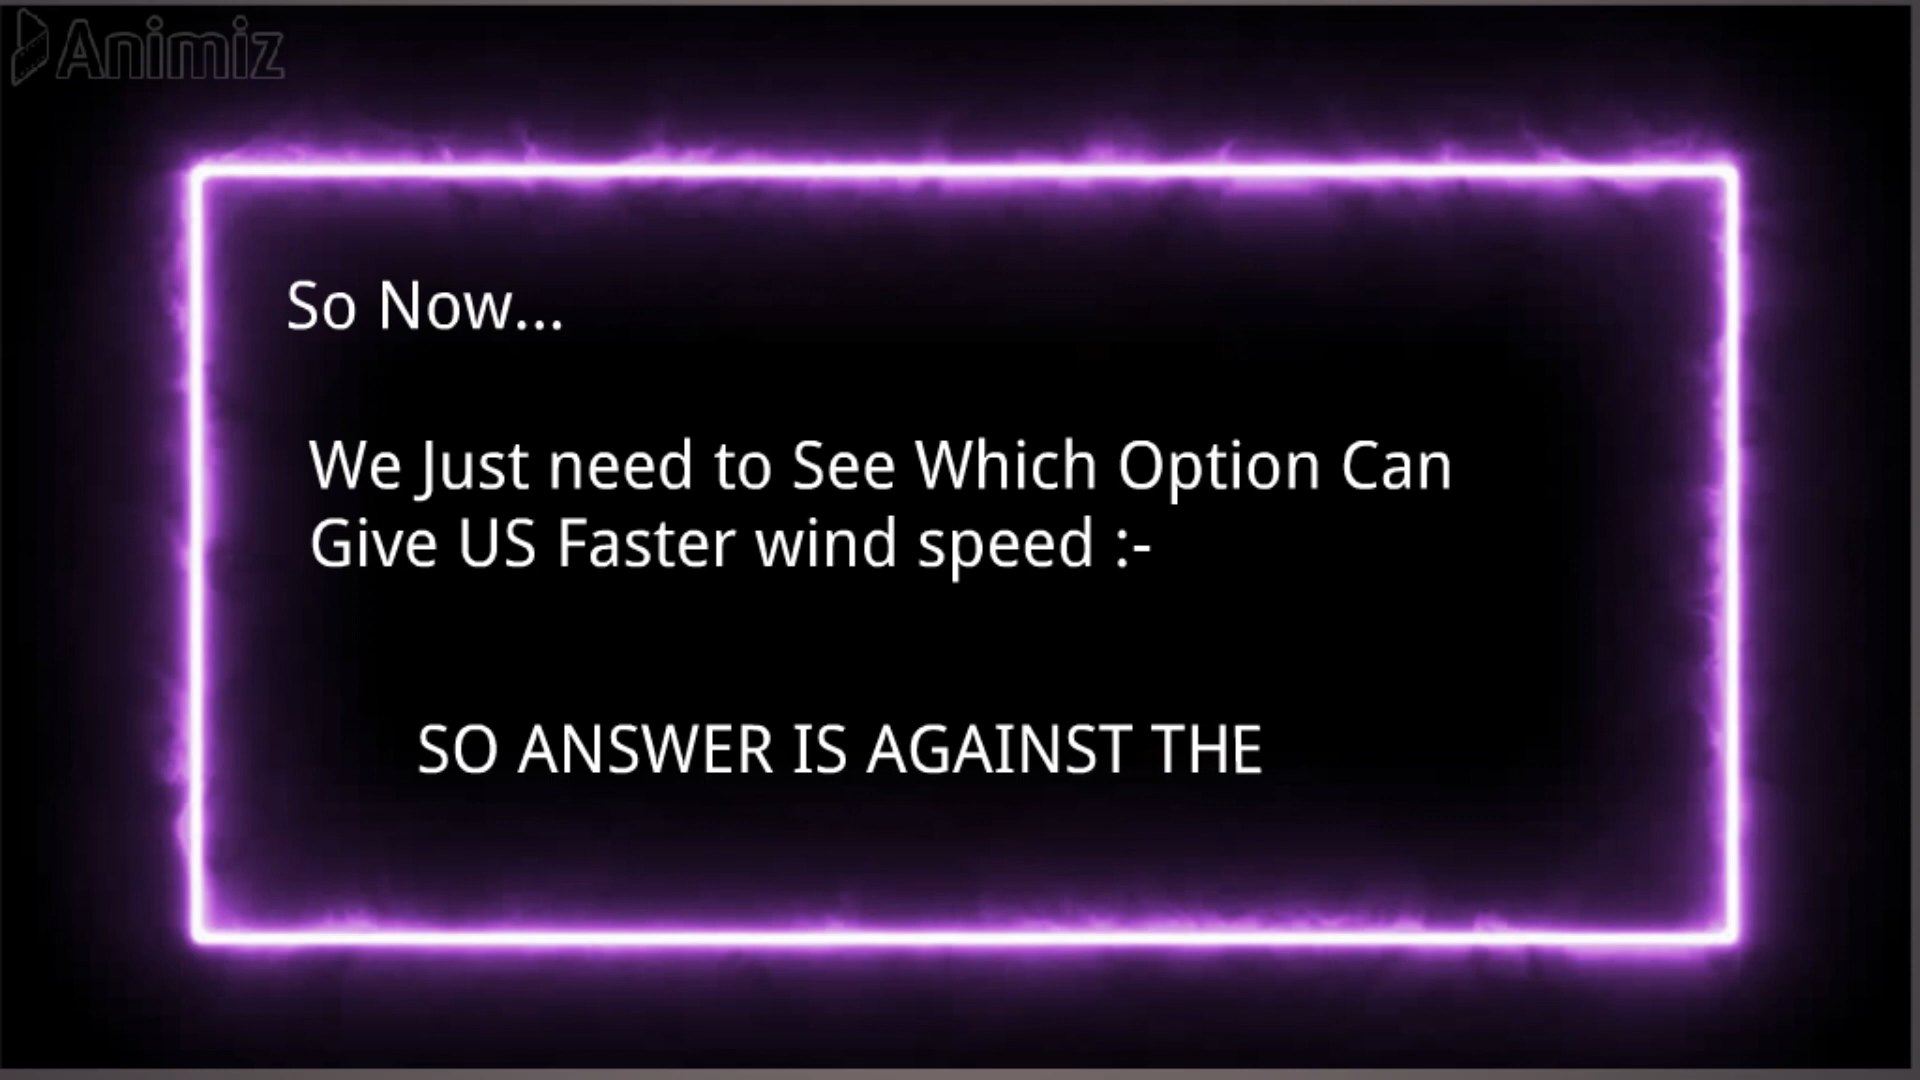 Animiz
So Now...
We Just need to See Which Option Can
Give US Faster wind speed :-
SO ANSWER IS AGAINST THE